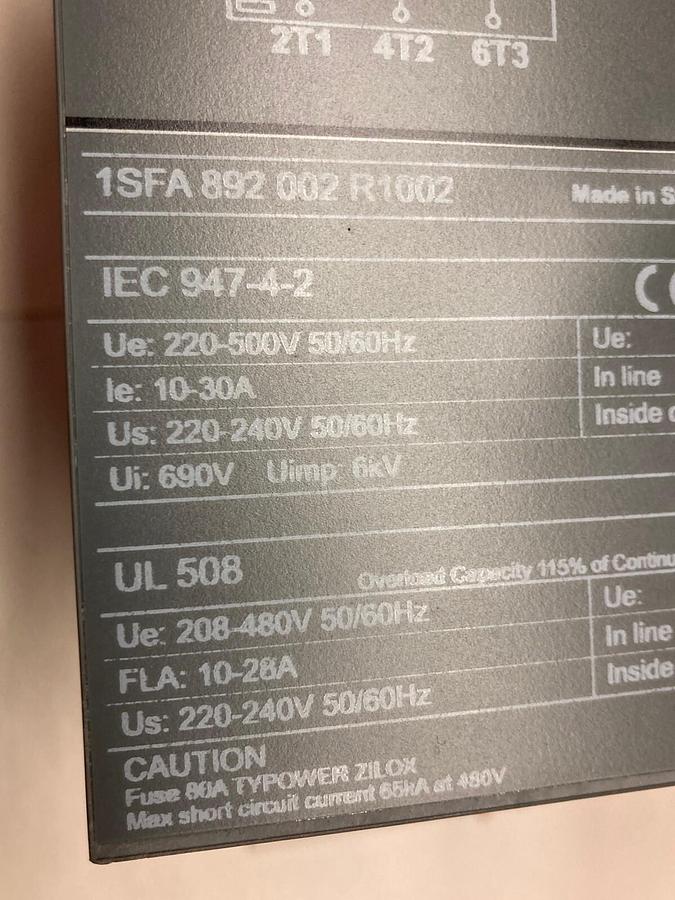 2T1 4T2 6T3
1SFA 892 002 R1002 Made in S
IEC 947-4-2 CE
Ue: 220-500V 50/60Hz Ue:
Ie: 10-30A In line
Us: 220-240V 50/60Hz Inside
Ui: 690V Uimp 6kV
UL 508 Overload Capacity 115% of Continu
Ue: 208-480V 50/60Hz Ue:
FLA: 10-28A In line
Us: 220-240V 50/60Hz Inside
CAUTION
Fuse 80A TYPOWER ZILOX
Max short circuit current 65kA at 480V